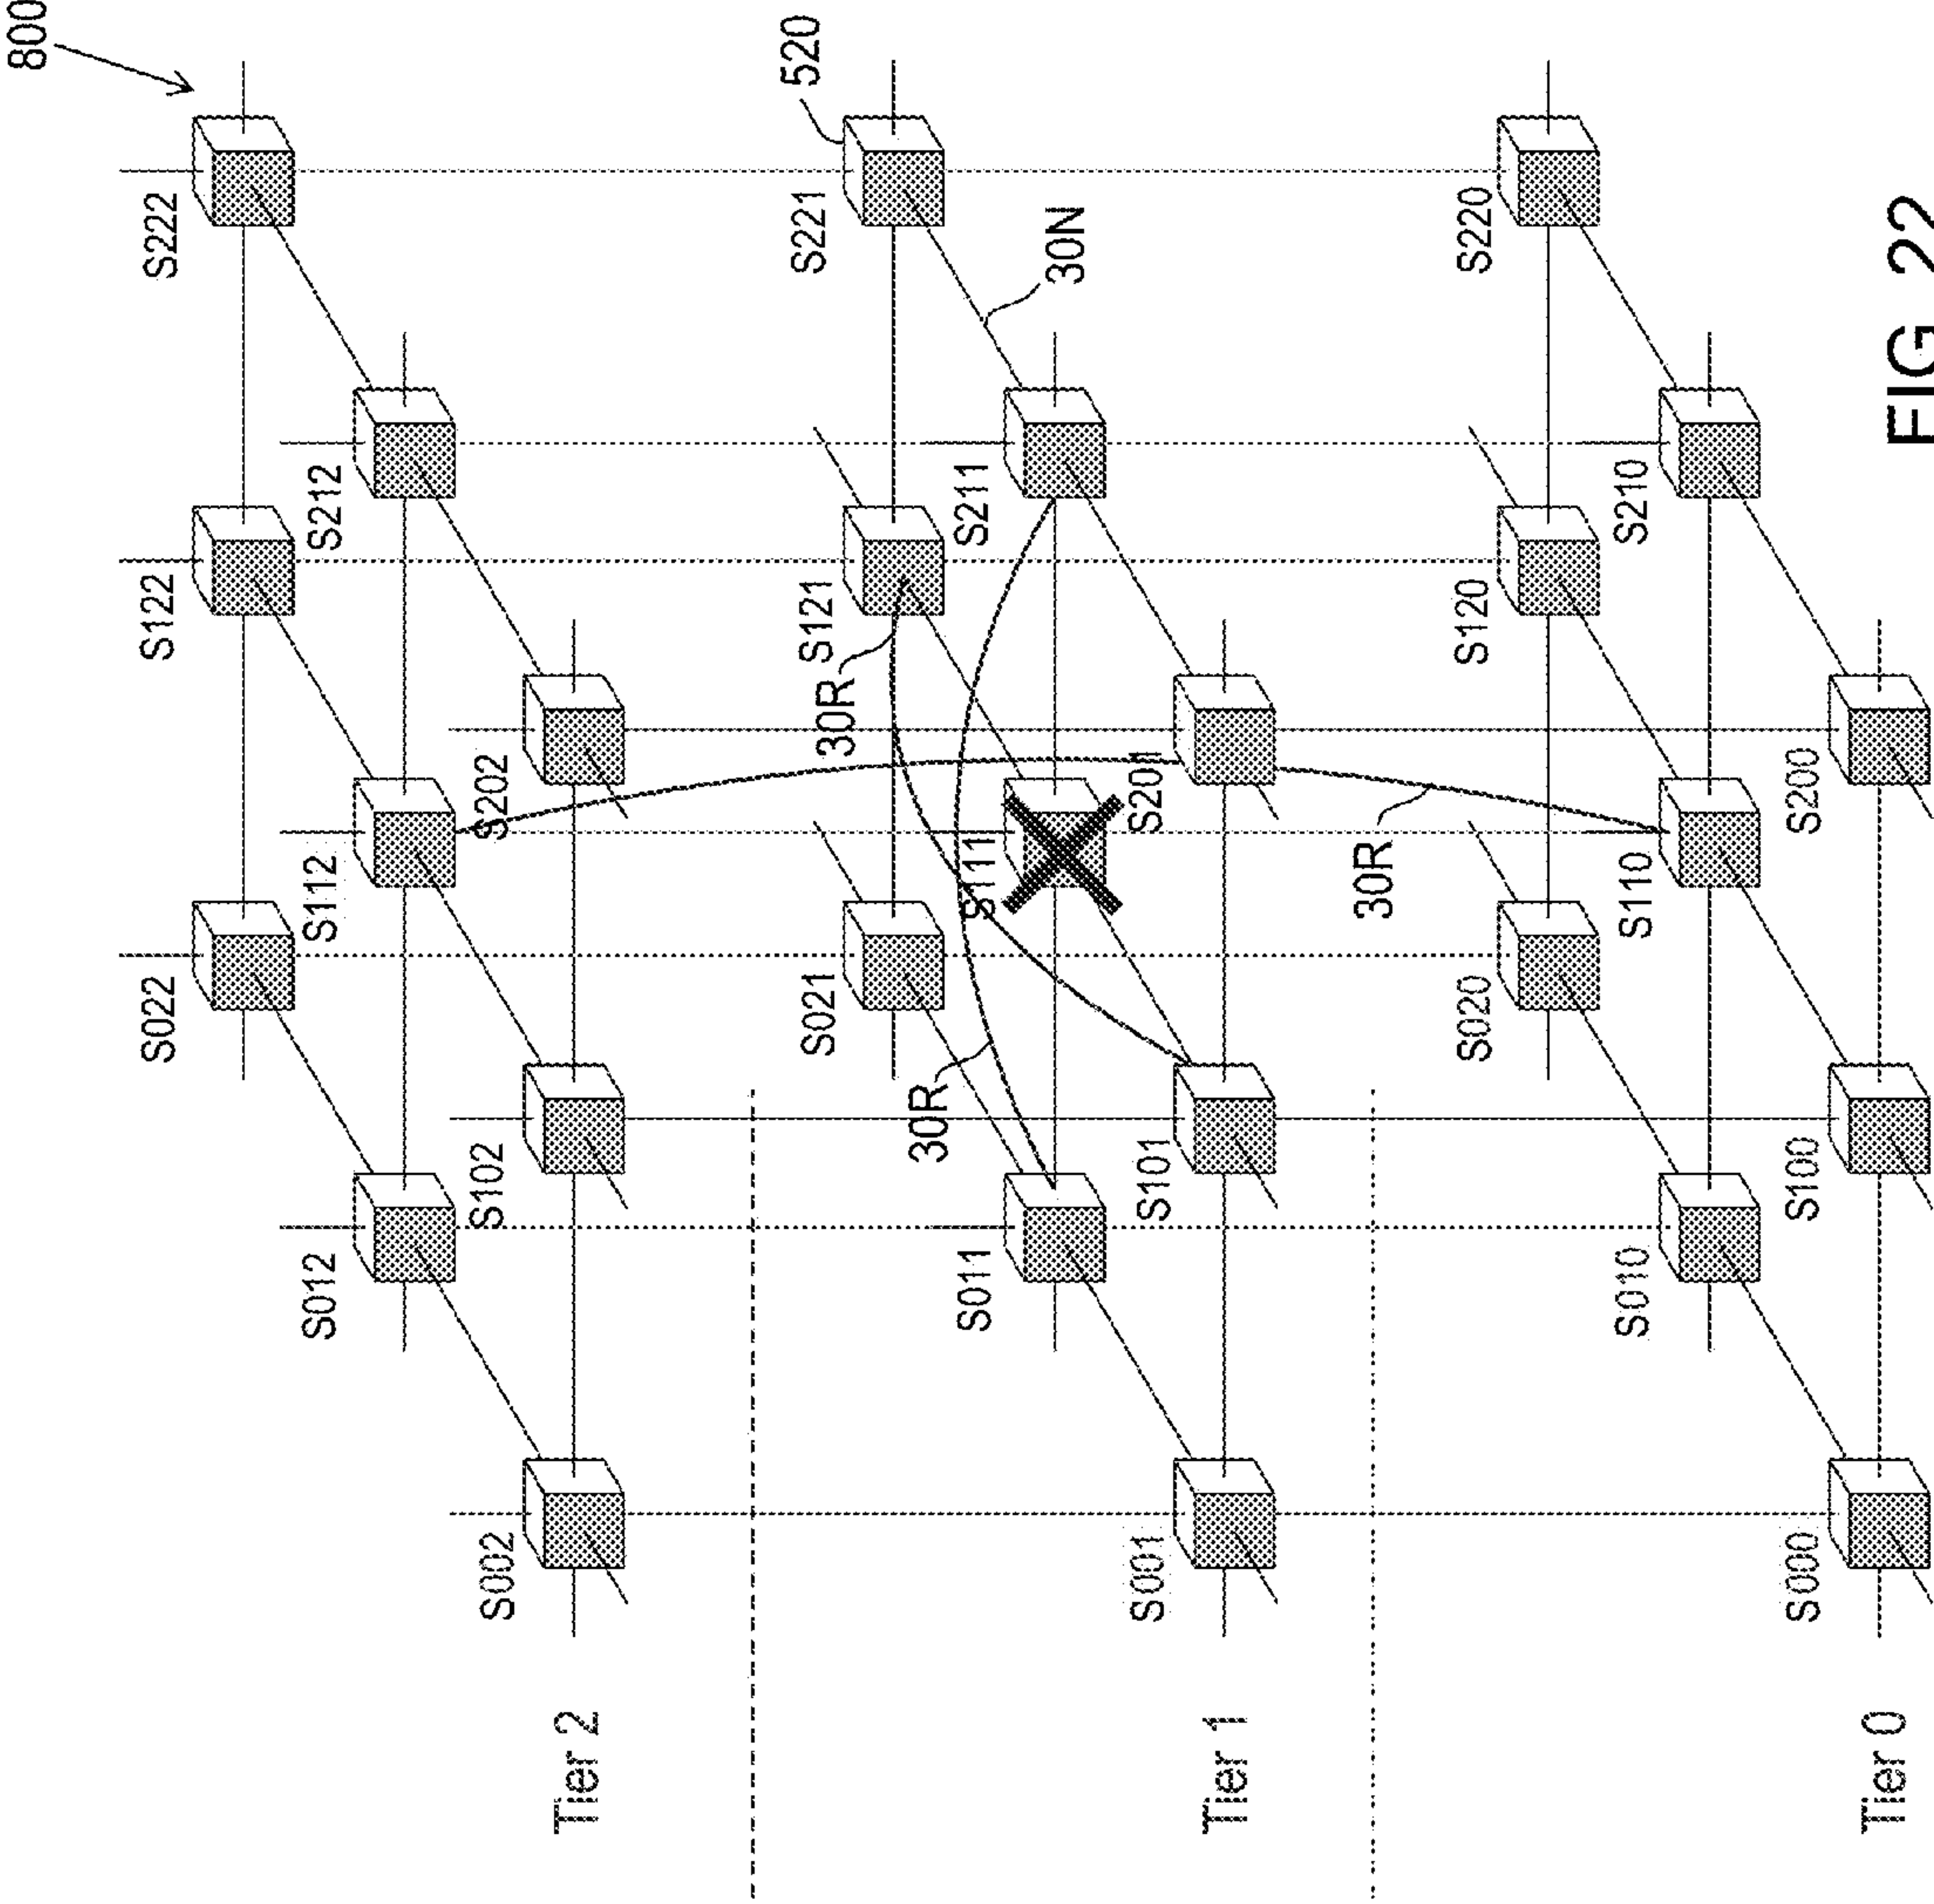 800
S022
S122
S222
S012
S112
S212
S002
S102
S202
Tier 2
520
S021
S121
S221
30R
30N
S011
S111
S211
30R
S001
S101
S201
Tier 1
S020
S120
S220
30R
S010
S110
S210
S000
S100
S200
Tier 0
FIG. 22